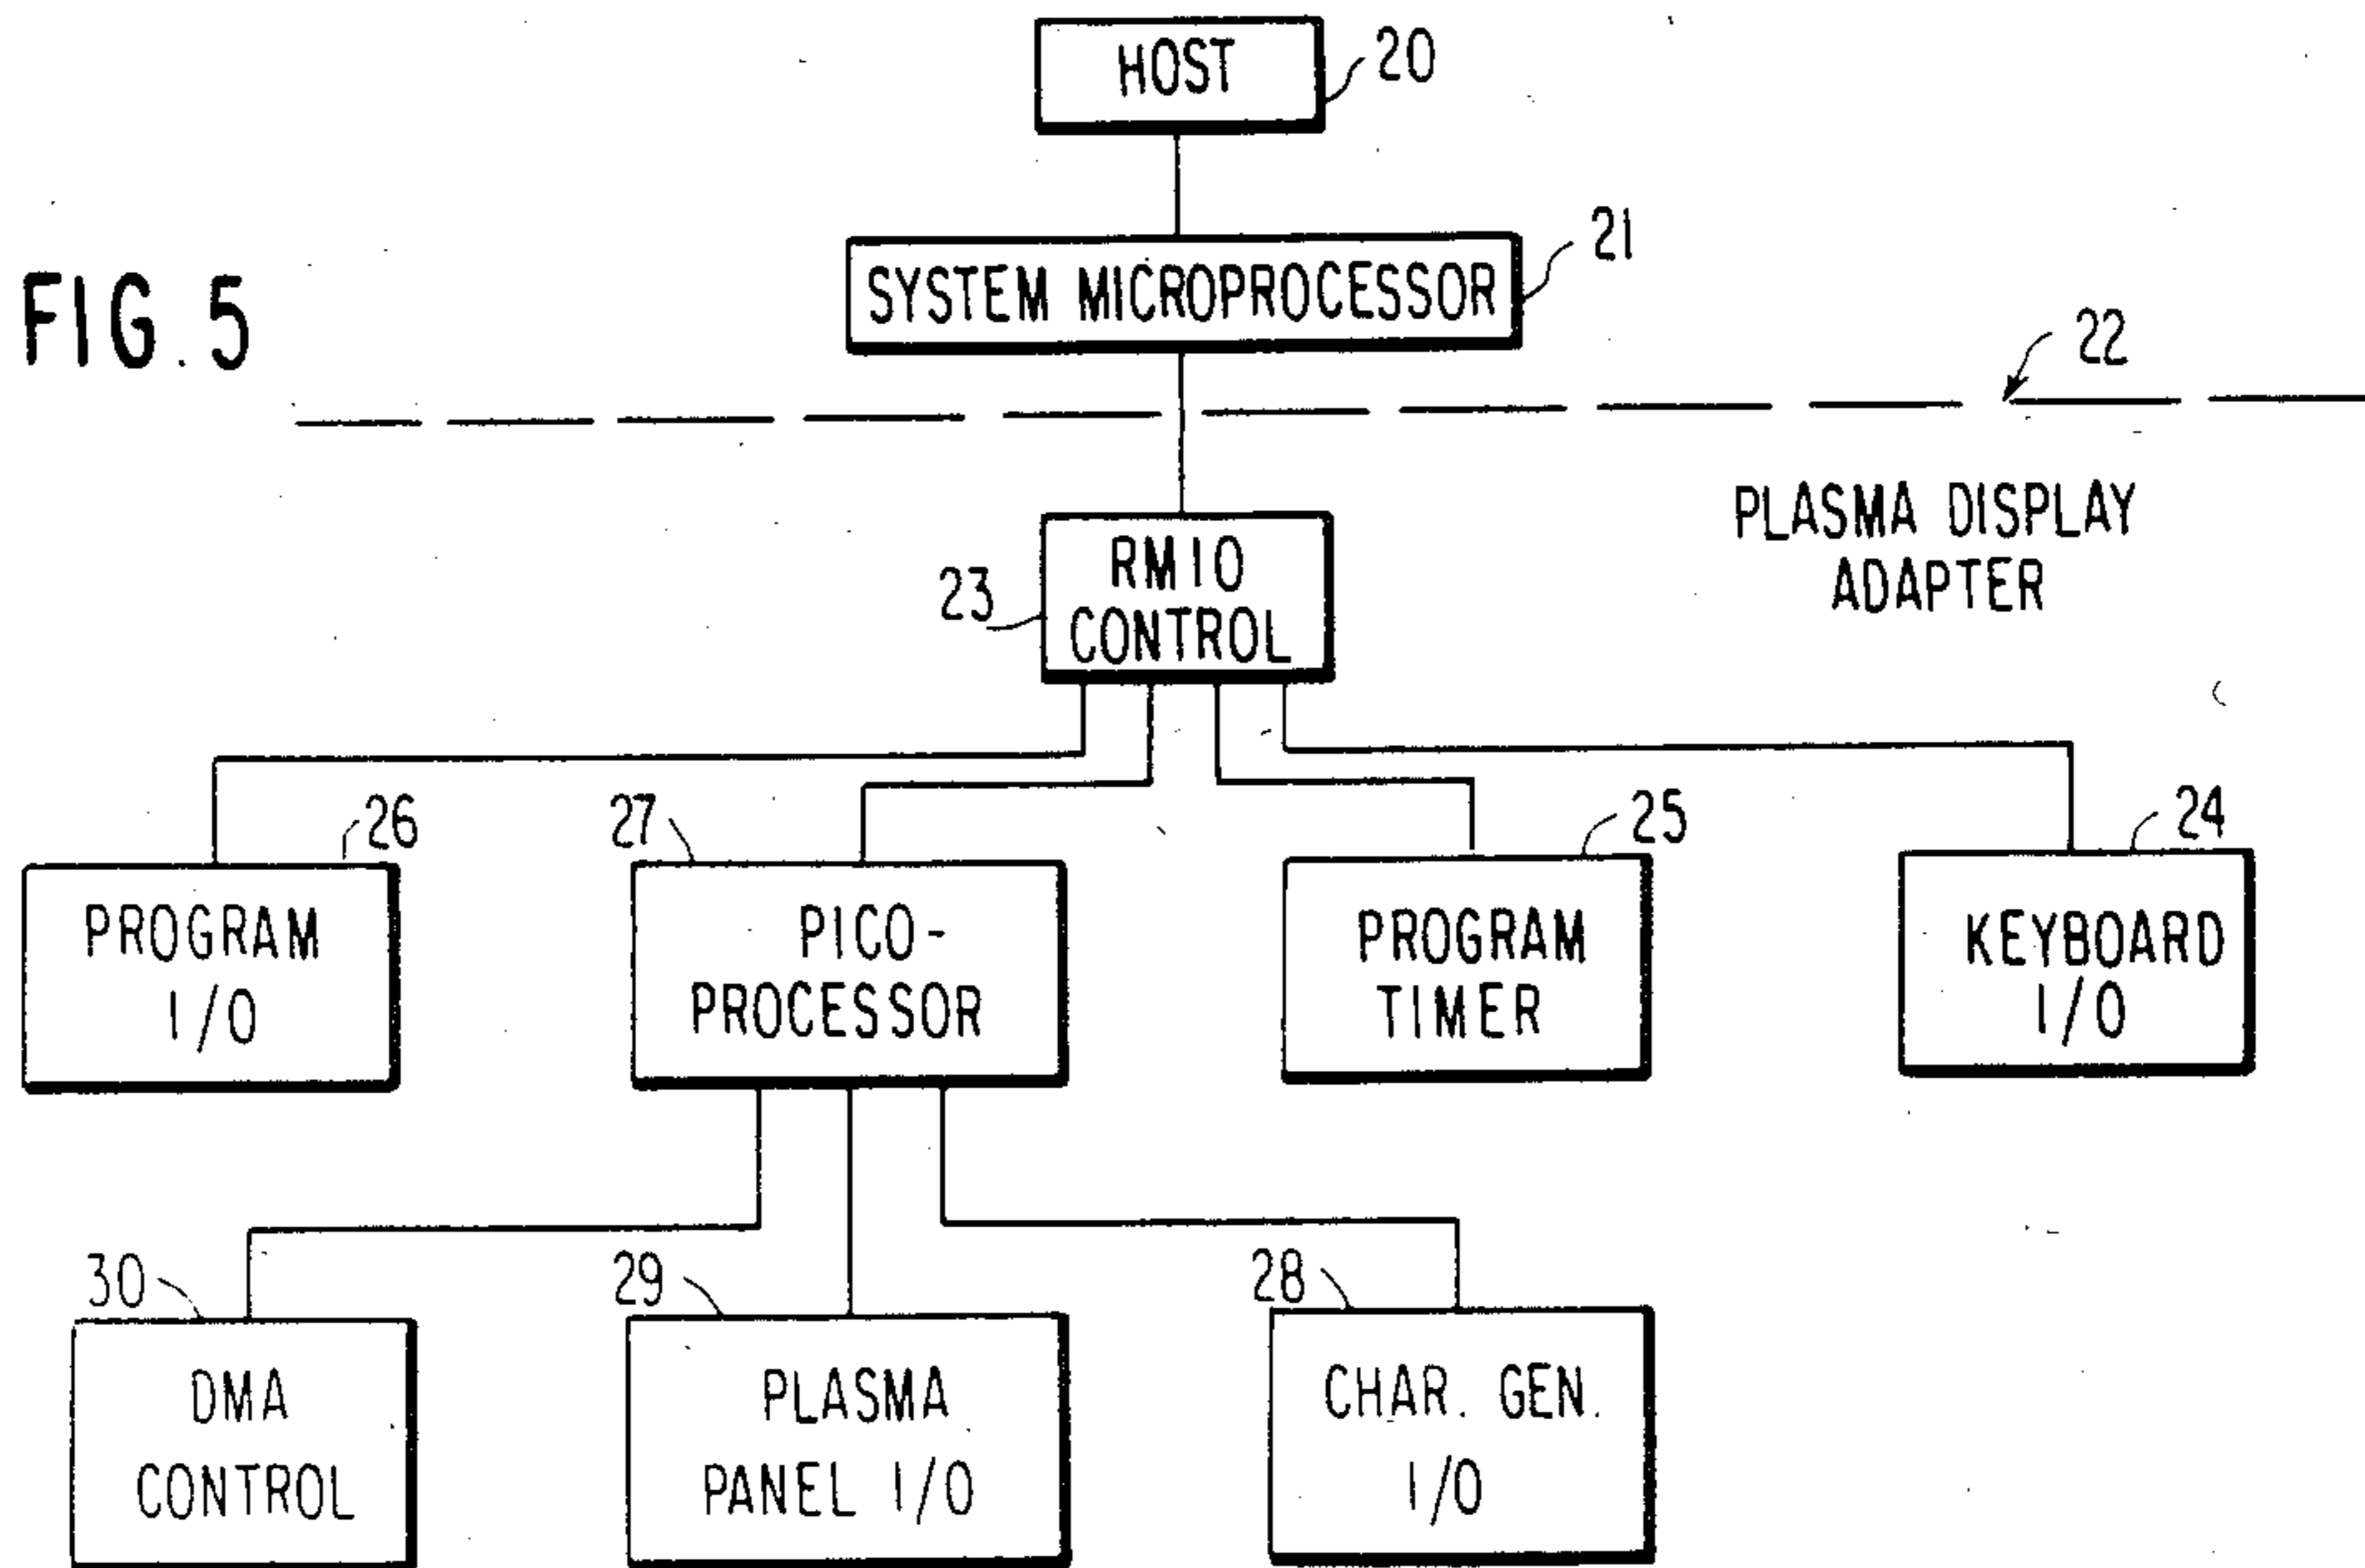 HOST
20
FIG. 5
SYSTEM MICROPROCESSOR
21
22
PLASMA DISPLAY
ADAPTER
23
RMIO
CONTROL
26
27
25
24
PROGRAM
I/O
PICO-
PROCESSOR
PROGRAM
TIMER
KEYBOARD
I/O
30
29
28
DMA
CONTROL
PLASMA
PANEL I/O
CHAR. GEN.
I/O